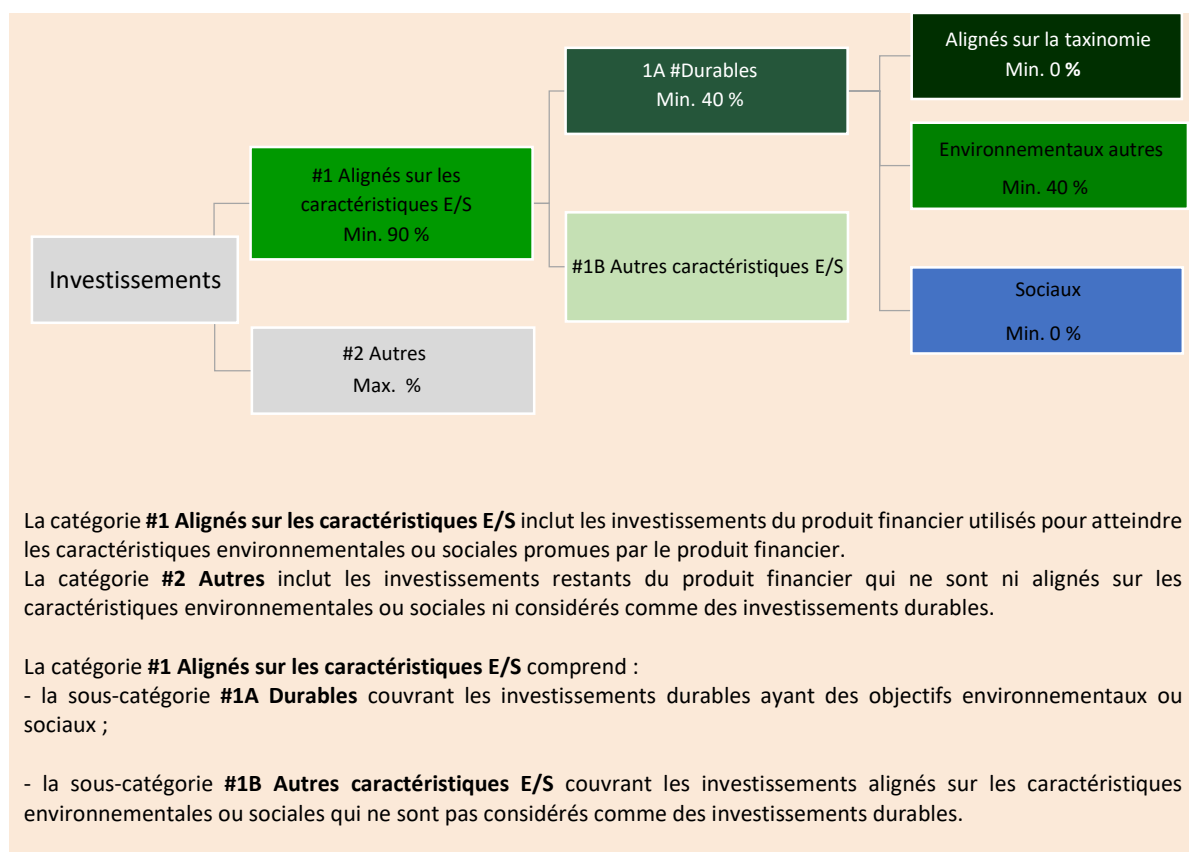 Alignés sur la taxinomie
Min. 0 %
1A #Durables
Min. 40 %
Environnementaux autres
Min. 40 %
#1 Alignés sur les
caractéristiques E/S
Min. 90 %
#1B Autres caractéristiques E/S
Investissements
Sociaux
Min. 0 %
#2 Autres
Max. %
La catégorie #1 Alignés sur les caractéristiques E/S inclut les investissements du produit financier utilisés pour atteindre
les caractéristiques environnementales ou sociales promues par le produit financier.
La catégorie #2 Autres inclut les investissements restants du produit financier qui ne sont ni alignés sur les
caractéristiques environnementales ou sociales ni considérés comme des investissements durables.
La catégorie #1 Alignés sur les caractéristiques E/S comprend :
- la sous-catégorie #1A Durables couvrant les investissements durables ayant des objectifs environnementaux ou
sociaux ;
- la sous-catégorie #1B Autres caractéristiques E/S couvrant les investissements alignés sur les caractéristiques
environnementales ou sociales qui ne sont pas considérés comme des investissements durables.